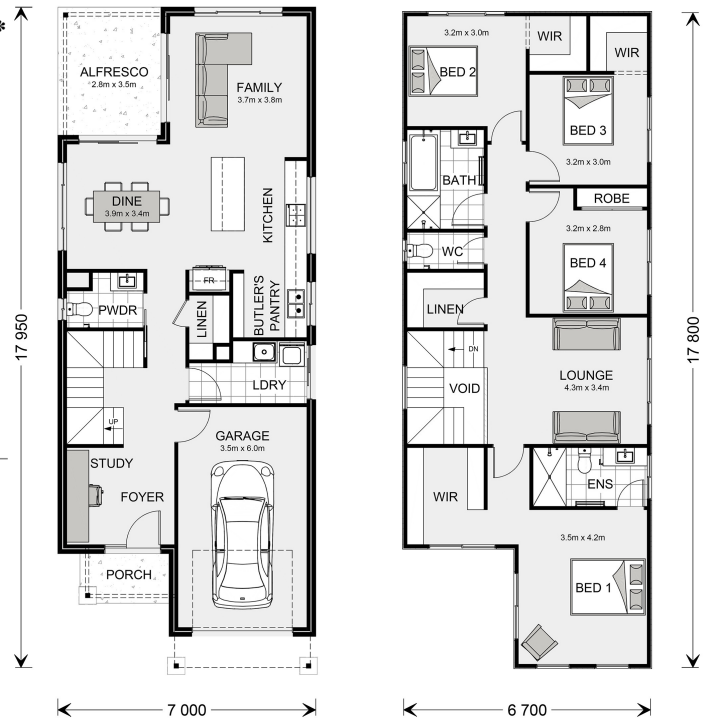 *
ALFRESCO
2.8m x 3.5m
FAMILY
3.7m x 3.8m
DINE
3.9m x 3.4m
KITCHEN
FR
PWDR
LINEN
BUTLER'S
PANTRY
LDRY
UP
GARAGE
3.5m x 6.0m
STUDY
FOYER
PORCH
17 950
7 000
3.2m x 3.0m
BED 2
WIR
WIR
BED 3
3.2m x 3.0m
BATH
ROBE
3.2m x 2.8m
BED 4
WC
LINEN
DN
VOID
LOUNGE
4.3m x 3.4m
WIR
ENS
3.5m x 4.2m
BED 1
17 800
6 700